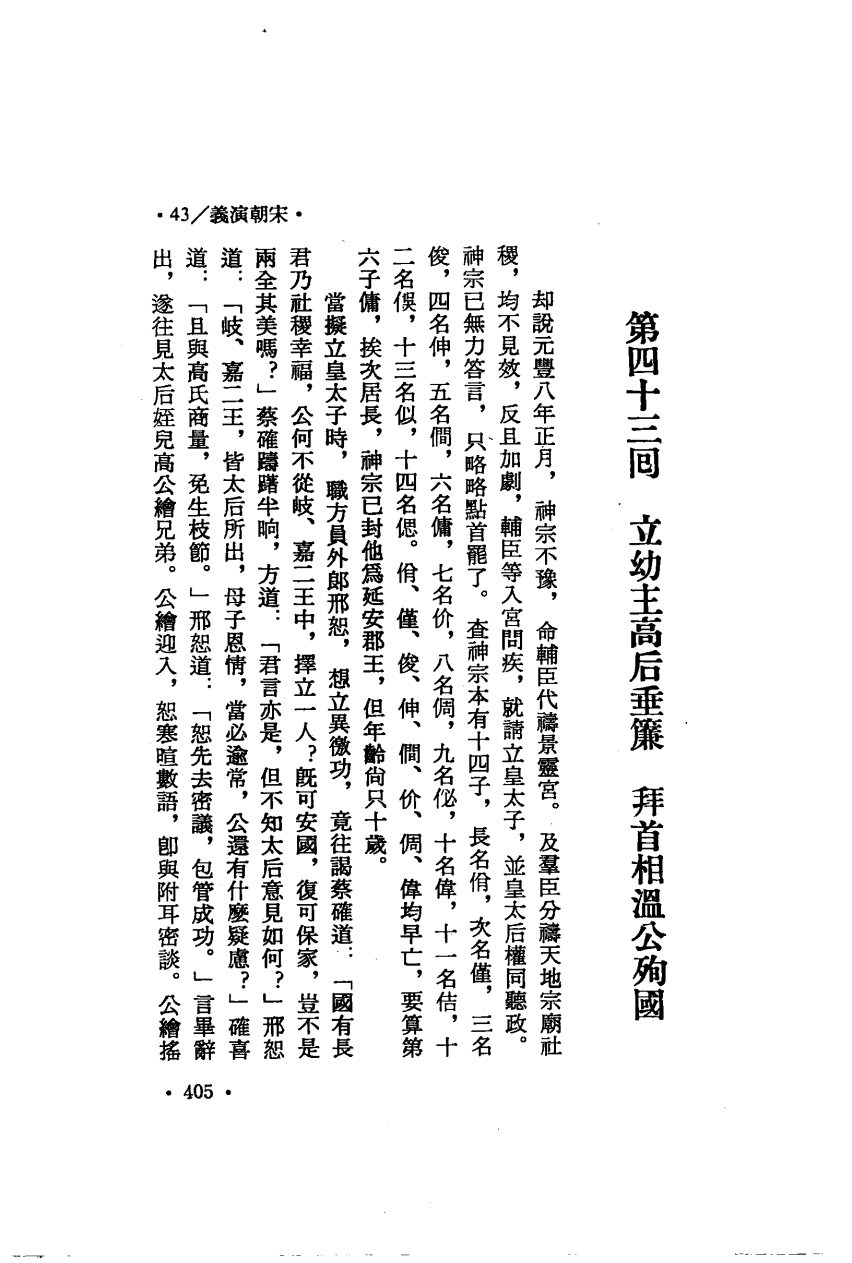 ・43／義演朝宋・
第四十三回　立幼主高后垂簾　拜首相溫公殉國
却說元豐八年正月，神宗不豫，命輔臣代禱景靈宮。及羣臣分禱天地宗廟社
稷，均不見效，反且加劇，輔臣等入宮問疾，就請立皇太子，並皇太后權同聽政。
神宗已無力答言，只略略點首罷了。查神宗本有十四子，長名佾，次名僅，三名
俊，四名伸，五名僩，六名傭，七名价，八名倜，九名佖，十名偉，十一名佶，十
二名俁，十三名似，十四名偲。佾、僅、俊、伸、僩、价、倜、偉均早亡，要算第
六子傭，挨次居長，神宗已封他爲延安郡王，但年齡尙只十歲。
當擬立皇太子時，職方員外郎邢恕，想立異徼功，竟往謁蔡確道：「國有長
君乃社稷幸福，公何不從岐、嘉二王中，擇立一人？旣可安國，復可保家，豈不是
兩全其美嗎？」蔡確躊躇半晌，方道：「君言亦是，但不知太后意見如何？」邢恕
道：「岐、嘉二王，皆太后所出，母子恩情，當必逾常，公還有什麼疑慮？」確喜
道：「且與高氏商量，免生枝節。」邢恕道：「恕先去密議，包管成功。」言畢辭
出，遂往見太后姪兒高公繪兄弟。公繪迎入，恕寒暄數語，卽與附耳密談。公繪搖
・405・